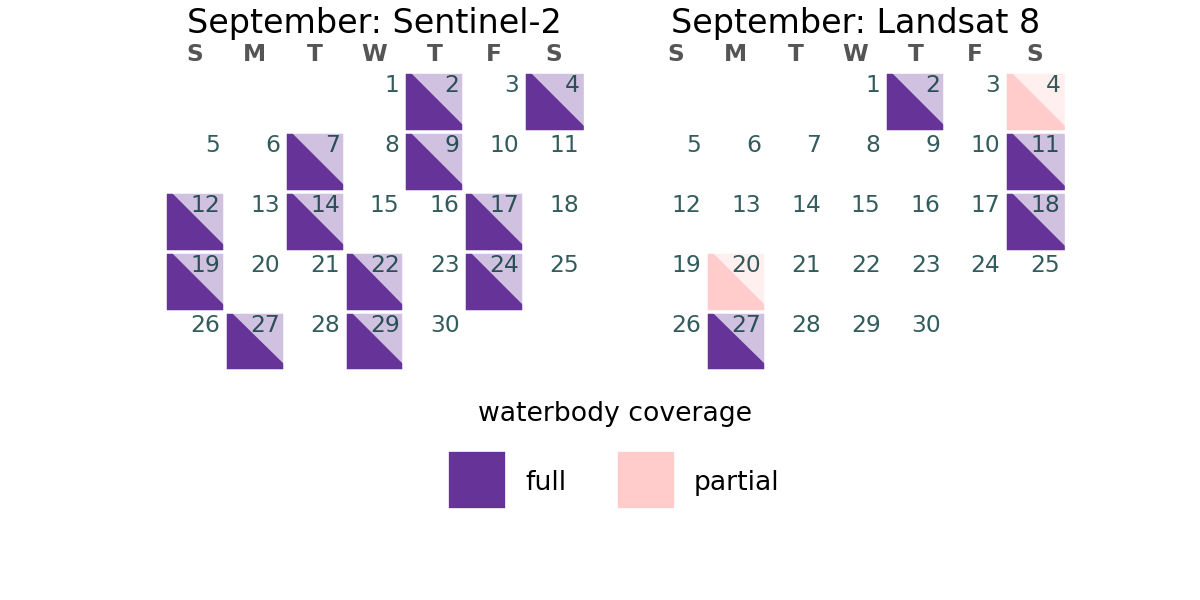 September: Sentinel-2
S M T W T F S
1 2 3 4
5 6 7 8 9 10 11
12 13 14 15 16 17 18
19 20 21 22 23 24 25
26 27 28 29 30
September: Landsat 8
S M T W T F S
1 2 3 4
5 6 7 8 9 10 11
12 13 14 15 16 17 18
19 20 21 22 23 24 25
26 27 28 29 30
waterbody coverage
full partial